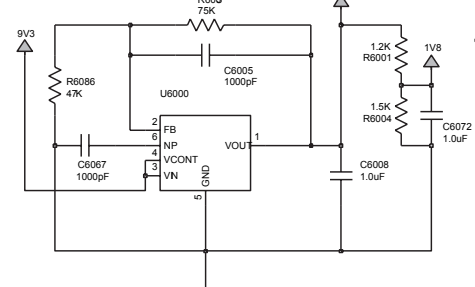 75K
9V3
1.2K
R6001
1V8
C6005
1000pF
R6086
47K
U6000
1.5K
R6004
2
FB
6
NP
4
VCONT
3
VIN
VOUT
1
GND
5
C6067
1000pF
C6072
1.0uF
C6008
1.0uF